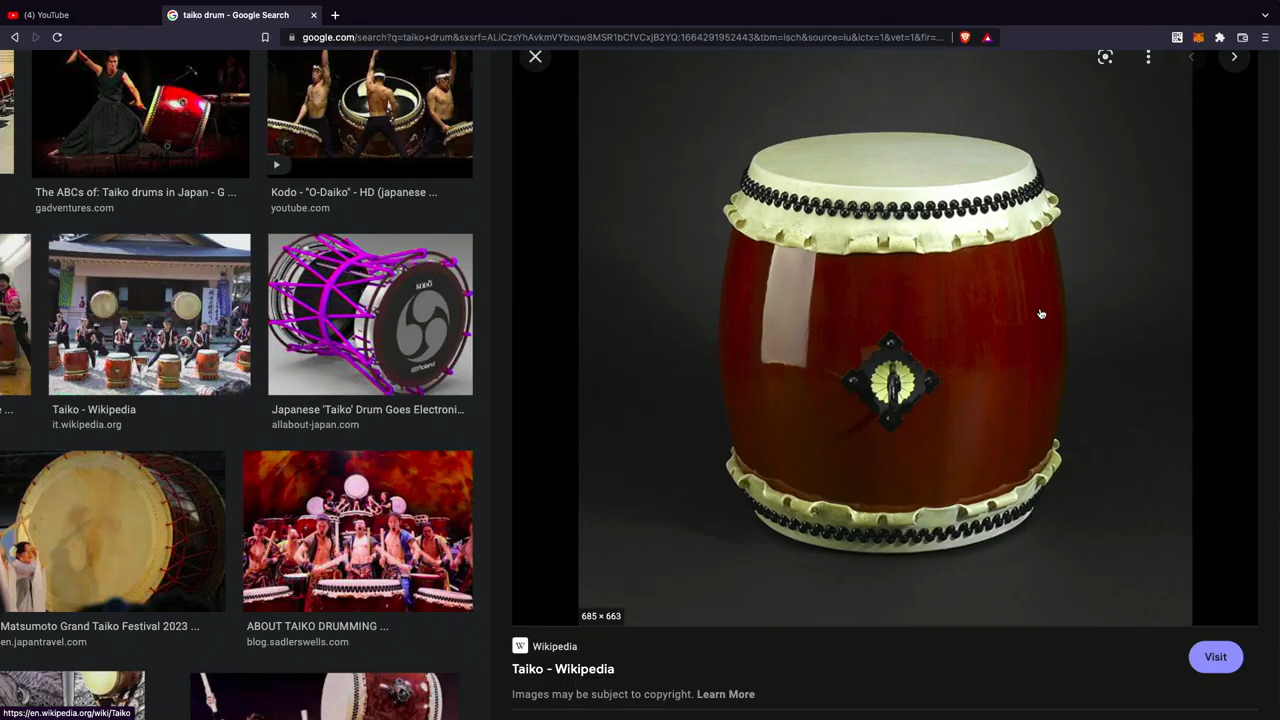 (4) YouTube
taiko drum - Google Search
google.com/search?q=taiko+drum&sxsrf=ALiCzsYhAvkmVYbxqw8MSR1bCfVCxjB2YQ:1664291952443&tbm=isch&source=iu&ictx=1&vet=1&fir=...
The ABCs of: Taiko drums in Japan - G ...
gadventures.com
Kodo - "O-Daiko" - HD (japanese ...
youtube.com
KODO
Roland
... 
Taiko - Wikipedia
it.wikipedia.org
Japanese 'Taiko' Drum Goes Electroni...
allabout-japan.com
Matsumoto Grand Taiko Festival 2023 ...
en.japantravel.com
ABOUT TAIKO DRUMMING ...
blog.sadlerswells.com
685 × 663
W Wikipedia
Taiko - Wikipedia
Visit
Images may be subject to copyright. Learn More
https://en.wikipedia.org/wiki/Taiko